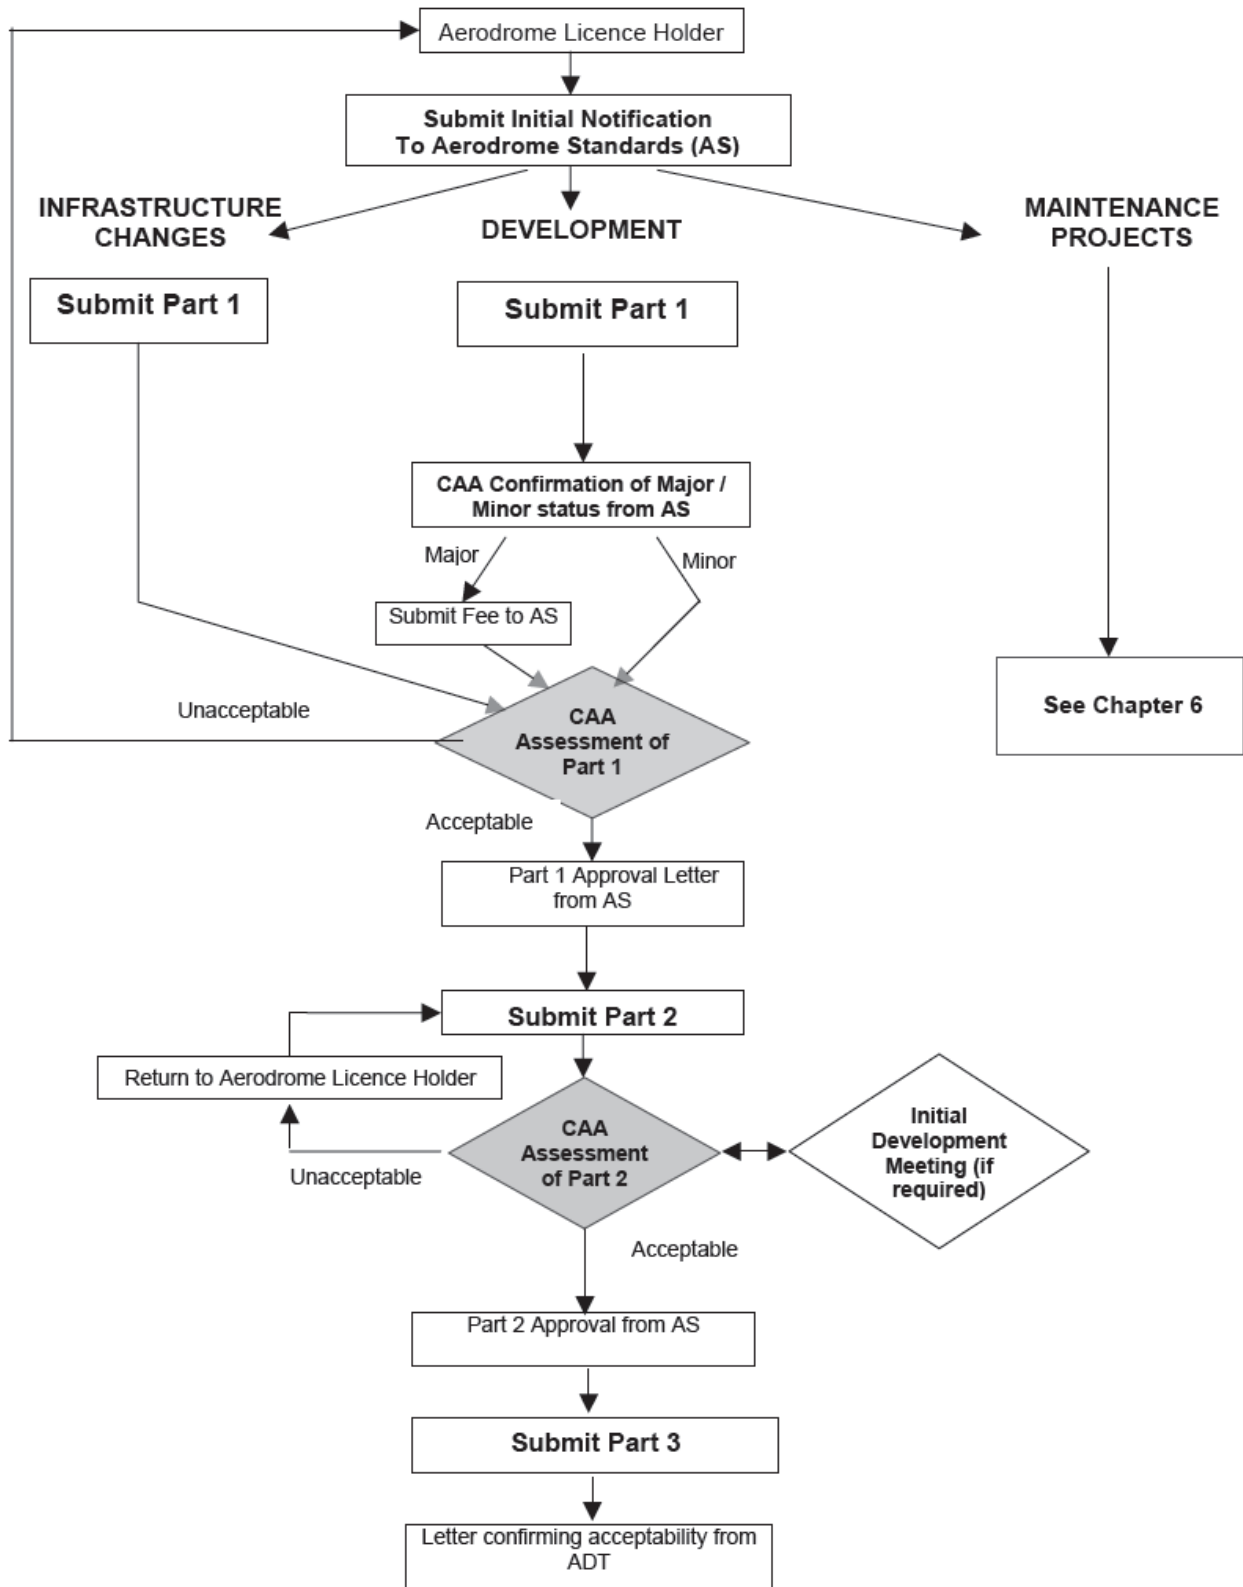 Aerodrome Licence Holder
Submit Initial Notification
To Aerodrome Standards (AS)
INFRASTRUCTURE
CHANGES
DEVELOPMENT
MAINTENANCE
PROJECTS
Submit Part 1
Submit Part 1
CAA Confirmation of Major /
Minor status from AS
Major
Minor
Submit Fee to AS
See Chapter 6
Unacceptable
CAA
Assessment of
Part 1
Acceptable
Part 1 Approval Letter
from AS
Submit Part 2
Return to Aerodrome Licence Holder
CAA
Assessment
of Part 2
Initial
Development
Meeting (if
required)
Unacceptable
Acceptable
Part 2 Approval from AS
Submit Part 3
Letter confirming acceptability from
ADT